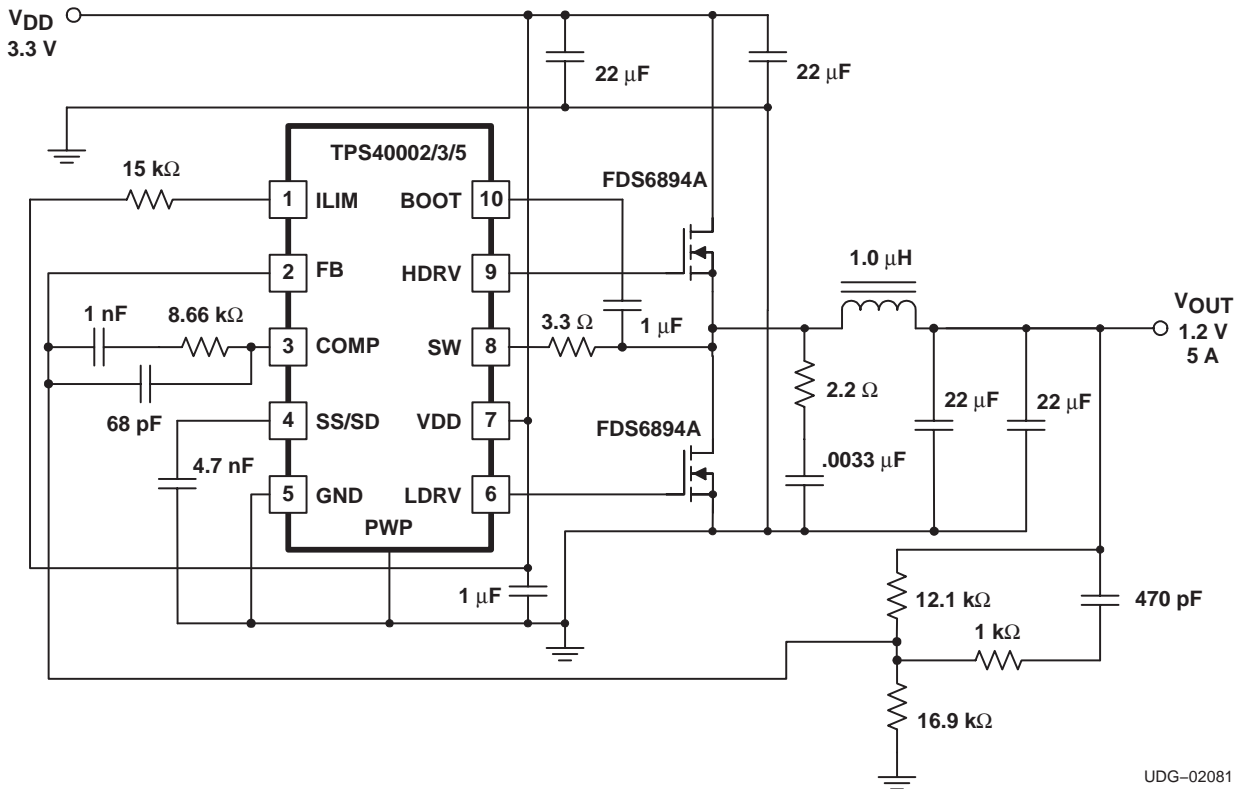 VDD
3.3 V
22 μF
22 μF
TPS40002/3/5
15 kΩ
FDS6894A
1
ILIM
BOOT
10
2
FB
HDRV
9
1.0 μH
1 nF
8.66 kΩ
3.3 Ω
1 μF
VOUT
1.2 V
5 A
3
COMP
SW
8
68 pF
2.2 Ω
22 μF
22 μF
4
SS/SD
VDD
7
FDS6894A
4.7 nF
.0033 μF
5
GND
LDRV
6
PWP
1 μF
12.1 kΩ
470 pF
1 kΩ
16.9 kΩ
UDG–02081